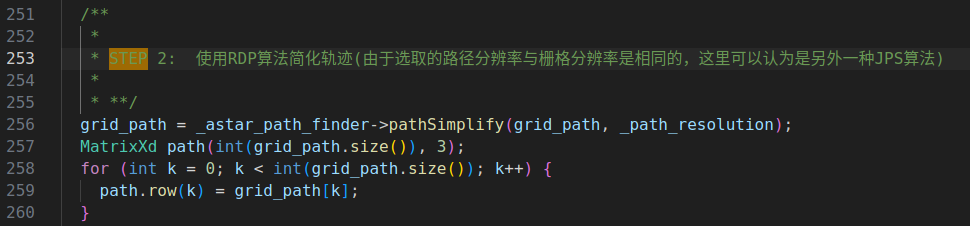 251 /**
252 *
253 * STEP 2:  使用RDP算法简化轨迹(由于选取的路径分辨率与栅格分辨率是相同的，这里可以认为是另外一种JPS算法)
254 *
255 * **/
256 grid_path = _astar_path_finder->pathSimplify(grid_path, _path_resolution);
257 MatrixXd path(int(grid_path.size()), 3);
258 for (int k = 0; k < int(grid_path.size()); k++) {
259 path.row(k) = grid_path[k];
260 }